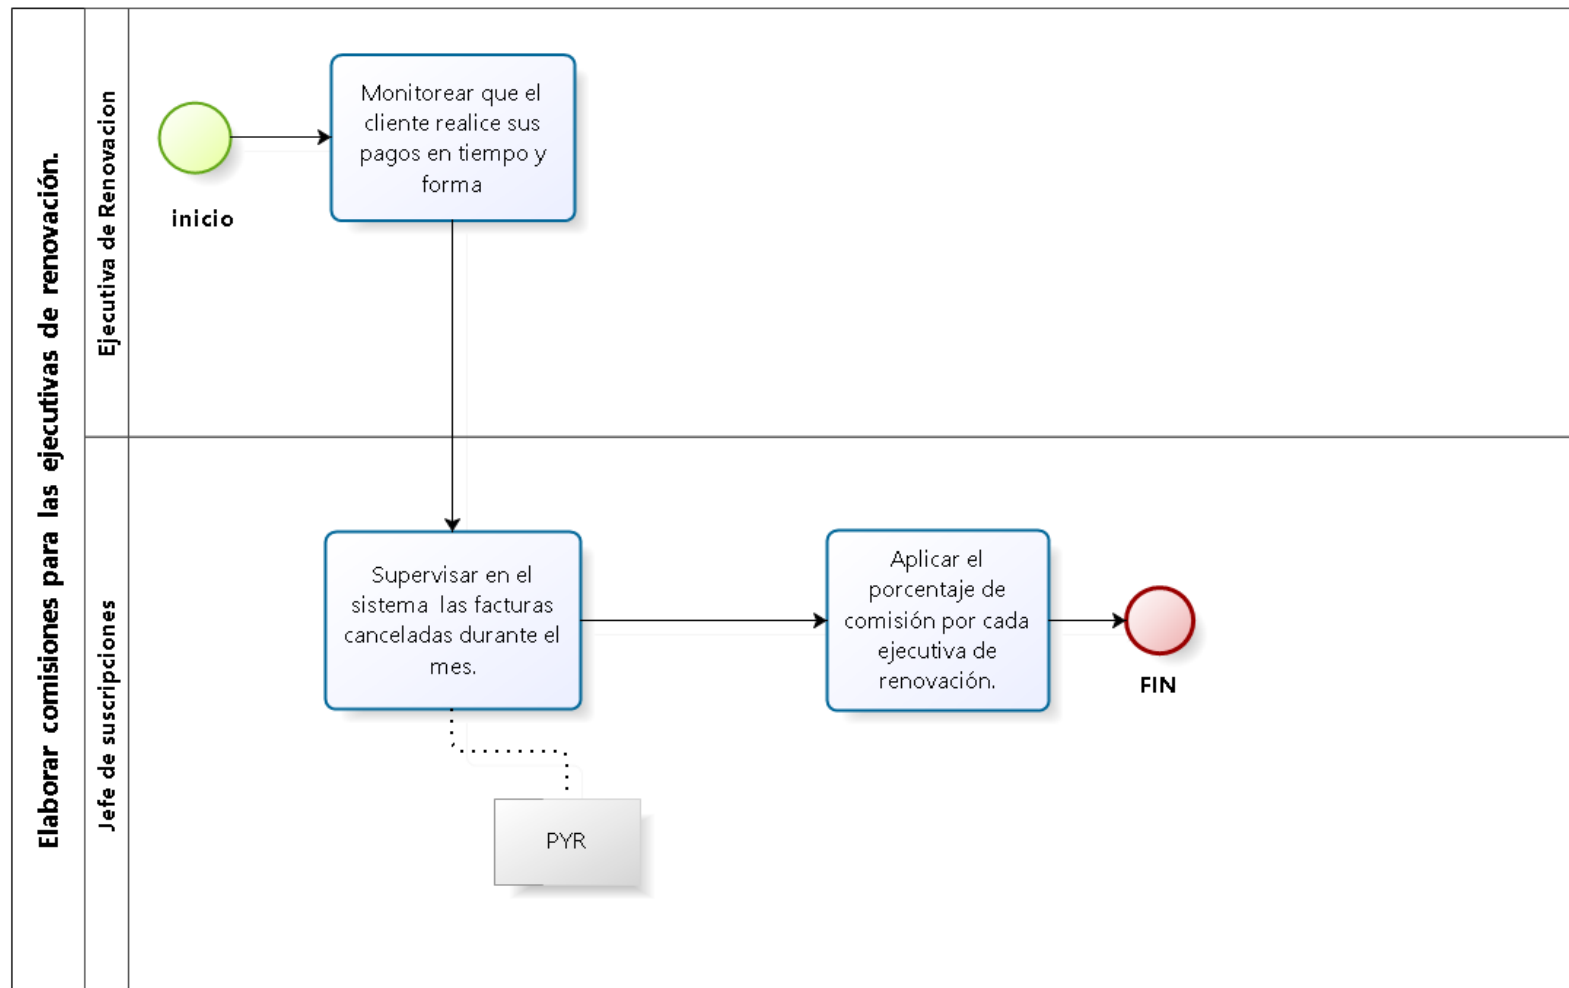 Elaborar comisiones para las ejecutivas de renovación.
Ejecutiva de Renovacion
inicio
Monitorear que el
cliente realice sus
pagos en tiempo y
forma
Jefe de suscripciones
Supervisar en el
sistema  las facturas
canceladas durante el
mes.
Aplicar el
porcentaje de
comisión por cada
ejecutiva de
renovación.
FIN
PYR